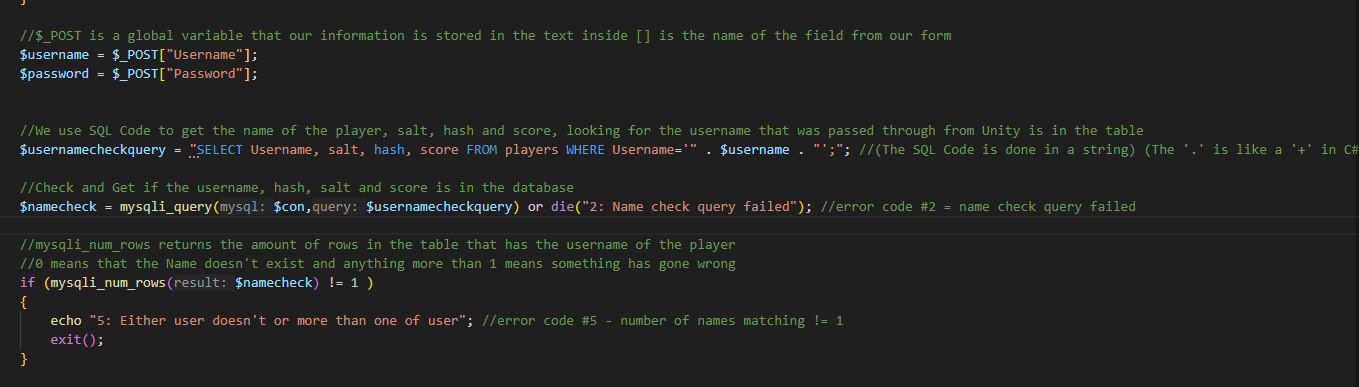 }
//$_POST is a global variable that our information is stored in the text inside [] is the name of the field from our form
$username = $_POST["Username"];
$password = $_POST["Password"];
//We use SQL Code to get the name of the player, salt, hash and score, looking for the username that was passed through from Unity is in the table
$usernamecheckquery = "SELECT Username, salt, hash, score FROM players WHERE Username='" . $username . "';"; //(The SQL Code is done in a string) (The '.' is like a '+' in C#
//Check and Get if the username, hash, salt and score is in the database
$namecheck = mysqli_query(mysql: $con,query: $usernamecheckquery) or die("2: Name check query failed"); //error code #2 = name check query failed
//mysqli_num_rows returns the amount of rows in the table that has the username of the player
//0 means that the Name doesn't exist and anything more than 1 means something has gone wrong
if (mysqli_num_rows(result: $namecheck) != 1 )
{
echo "5: Either user doesn't or more than one of user"; //error code #5 - number of names matching != 1
exit();
}